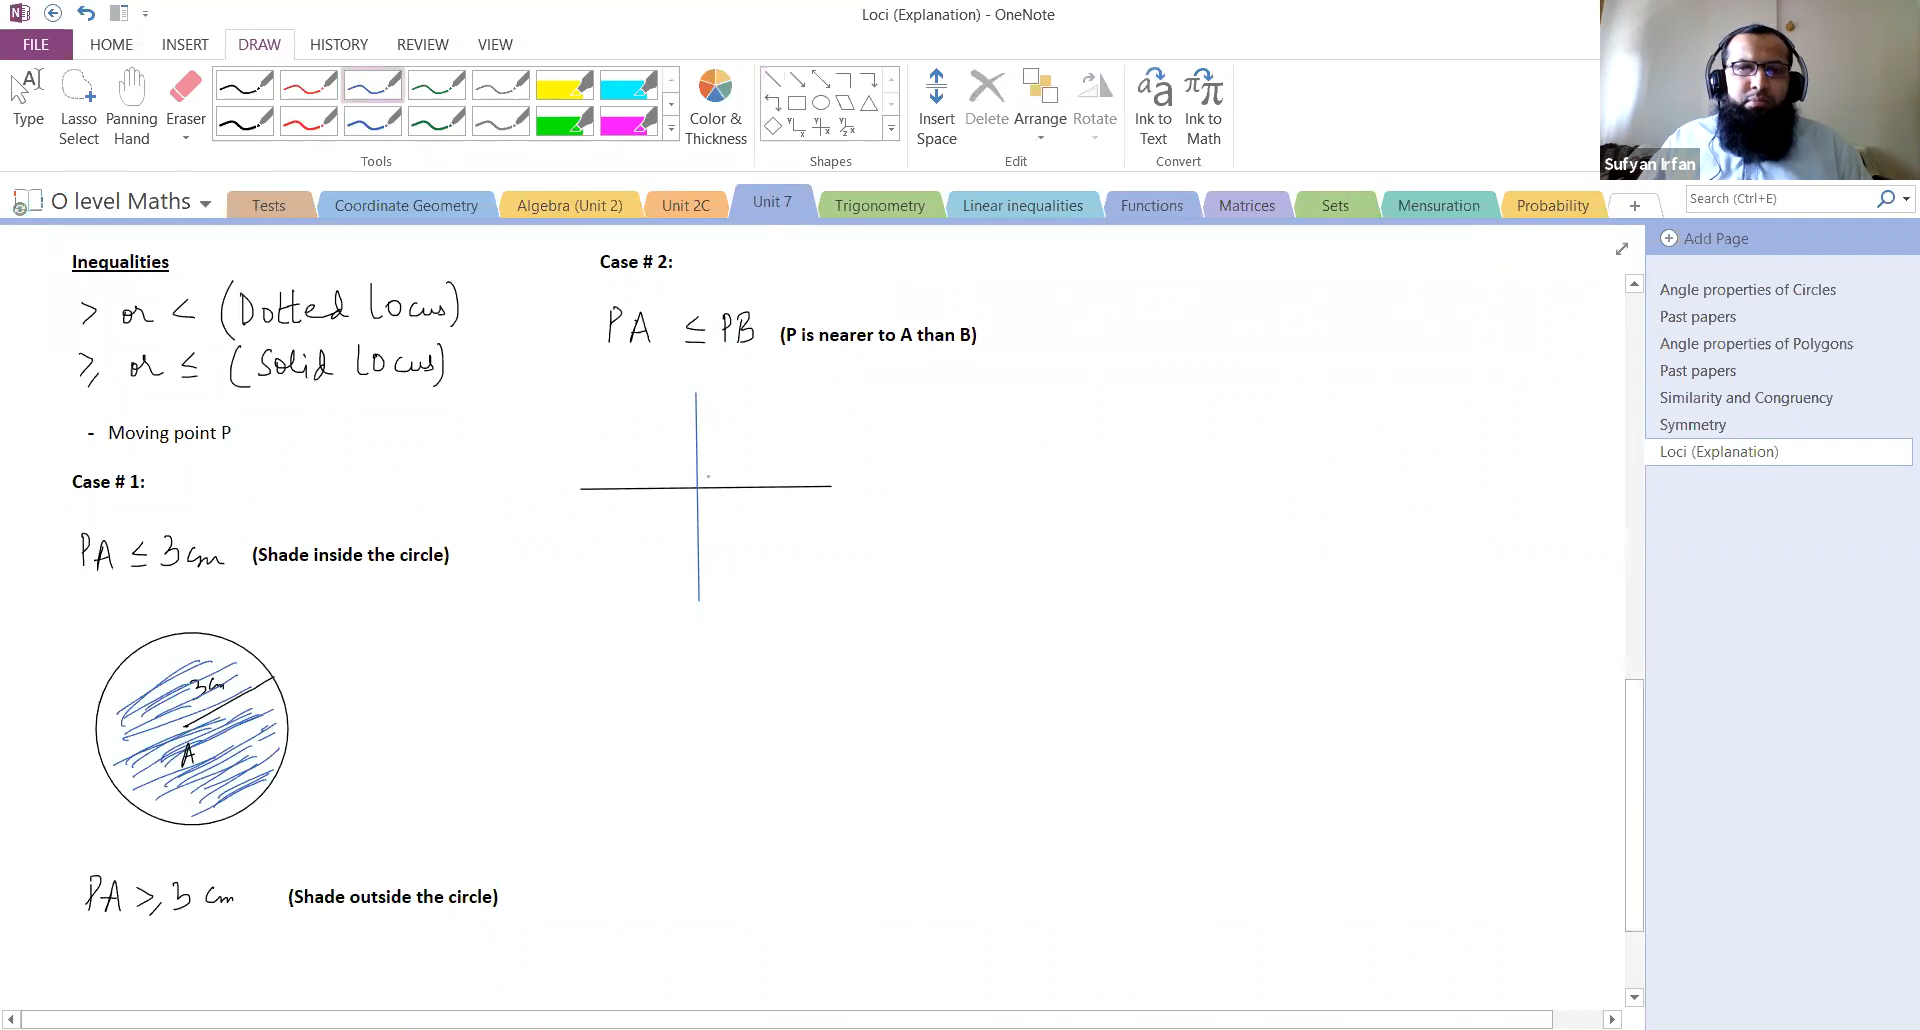 Loci (Explanation) - OneNote
FILE HOME INSERT DRAW HISTORY REVIEW VIEW
Type
Lasso Select
Panning Hand
Eraser
Color & Thickness
Insert Space
Delete
Arrange
Rotate
Ink to Text
Ink to Math
Tools
Shapes
Edit
Convert
Sufyan Irfan
O level Maths
Tests
Coordinate Geometry
Algebra (Unit 2)
Unit 2C
Unit 7
Trigonometry
Linear inequalities
Functions
Matrices
Sets
Mensuration
Probability
Search (Ctrl+E)
Inequalities
> or < (Dotted Locus)
≥ or ≤ (Solid Locus)
- Moving point P
Case # 1:
PA ≤ 3 cm (Shade inside the circle)
3 cm
A
PA ≥ 3 cm (Shade outside the circle)
Case # 2:
PA ≤ PB (P is nearer to A than B)
Add Page
Angle properties of Circles
Past papers
Angle properties of Polygons
Past papers
Similarity and Congruency
Symmetry
Loci (Explanation)